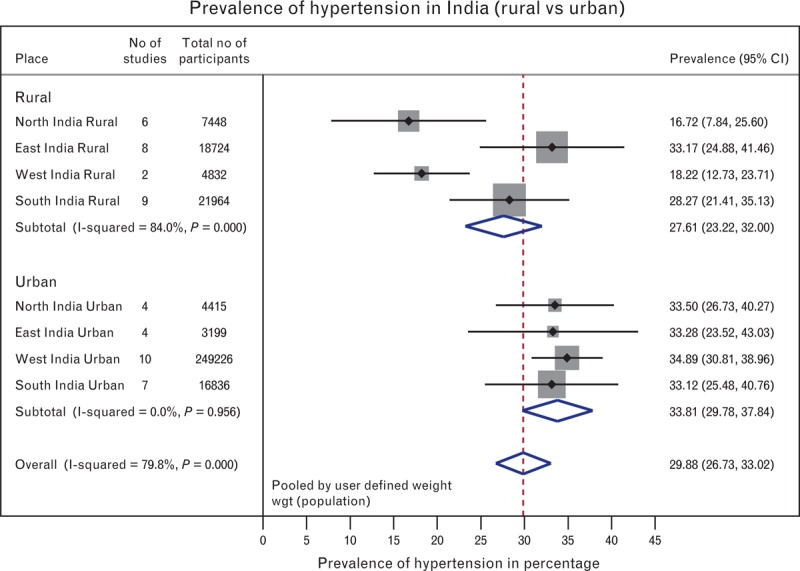 Prevalence of hypertension in India (rural vs urban)
Place No of studies Total no of participants Prevalence (95% CI)
Rural
North India Rural 6 7448 16.72 (7.84, 25.60)
East India Rural 8 18724 33.17 (24.88, 41.46)
West India Rural 2 4832 18.22 (12.73, 23.71)
South India Rural 9 21964 28.27 (21.41, 35.13)
Subtotal (I-squared = 84.0%, P = 0.000) 27.61 (23.22, 32.00)
Urban
North India Urban 4 4415 33.50 (26.73, 40.27)
East India Urban 4 3199 33.28 (23.52, 43.03)
West India Urban 10 249226 34.89 (30.81, 38.96)
South India Urban 7 16836 33.12 (25.48, 40.76)
Subtotal (I-squared = 0.0%, P = 0.956) 33.81 (29.78, 37.84)
Overall (I-squared = 79.8%, P = 0.000) 29.88 (26.73, 33.02)
Pooled by user defined weight
wgt (population)
0 5 10 15 20 25 30 35 40 45
Prevalence of hypertension in percentage